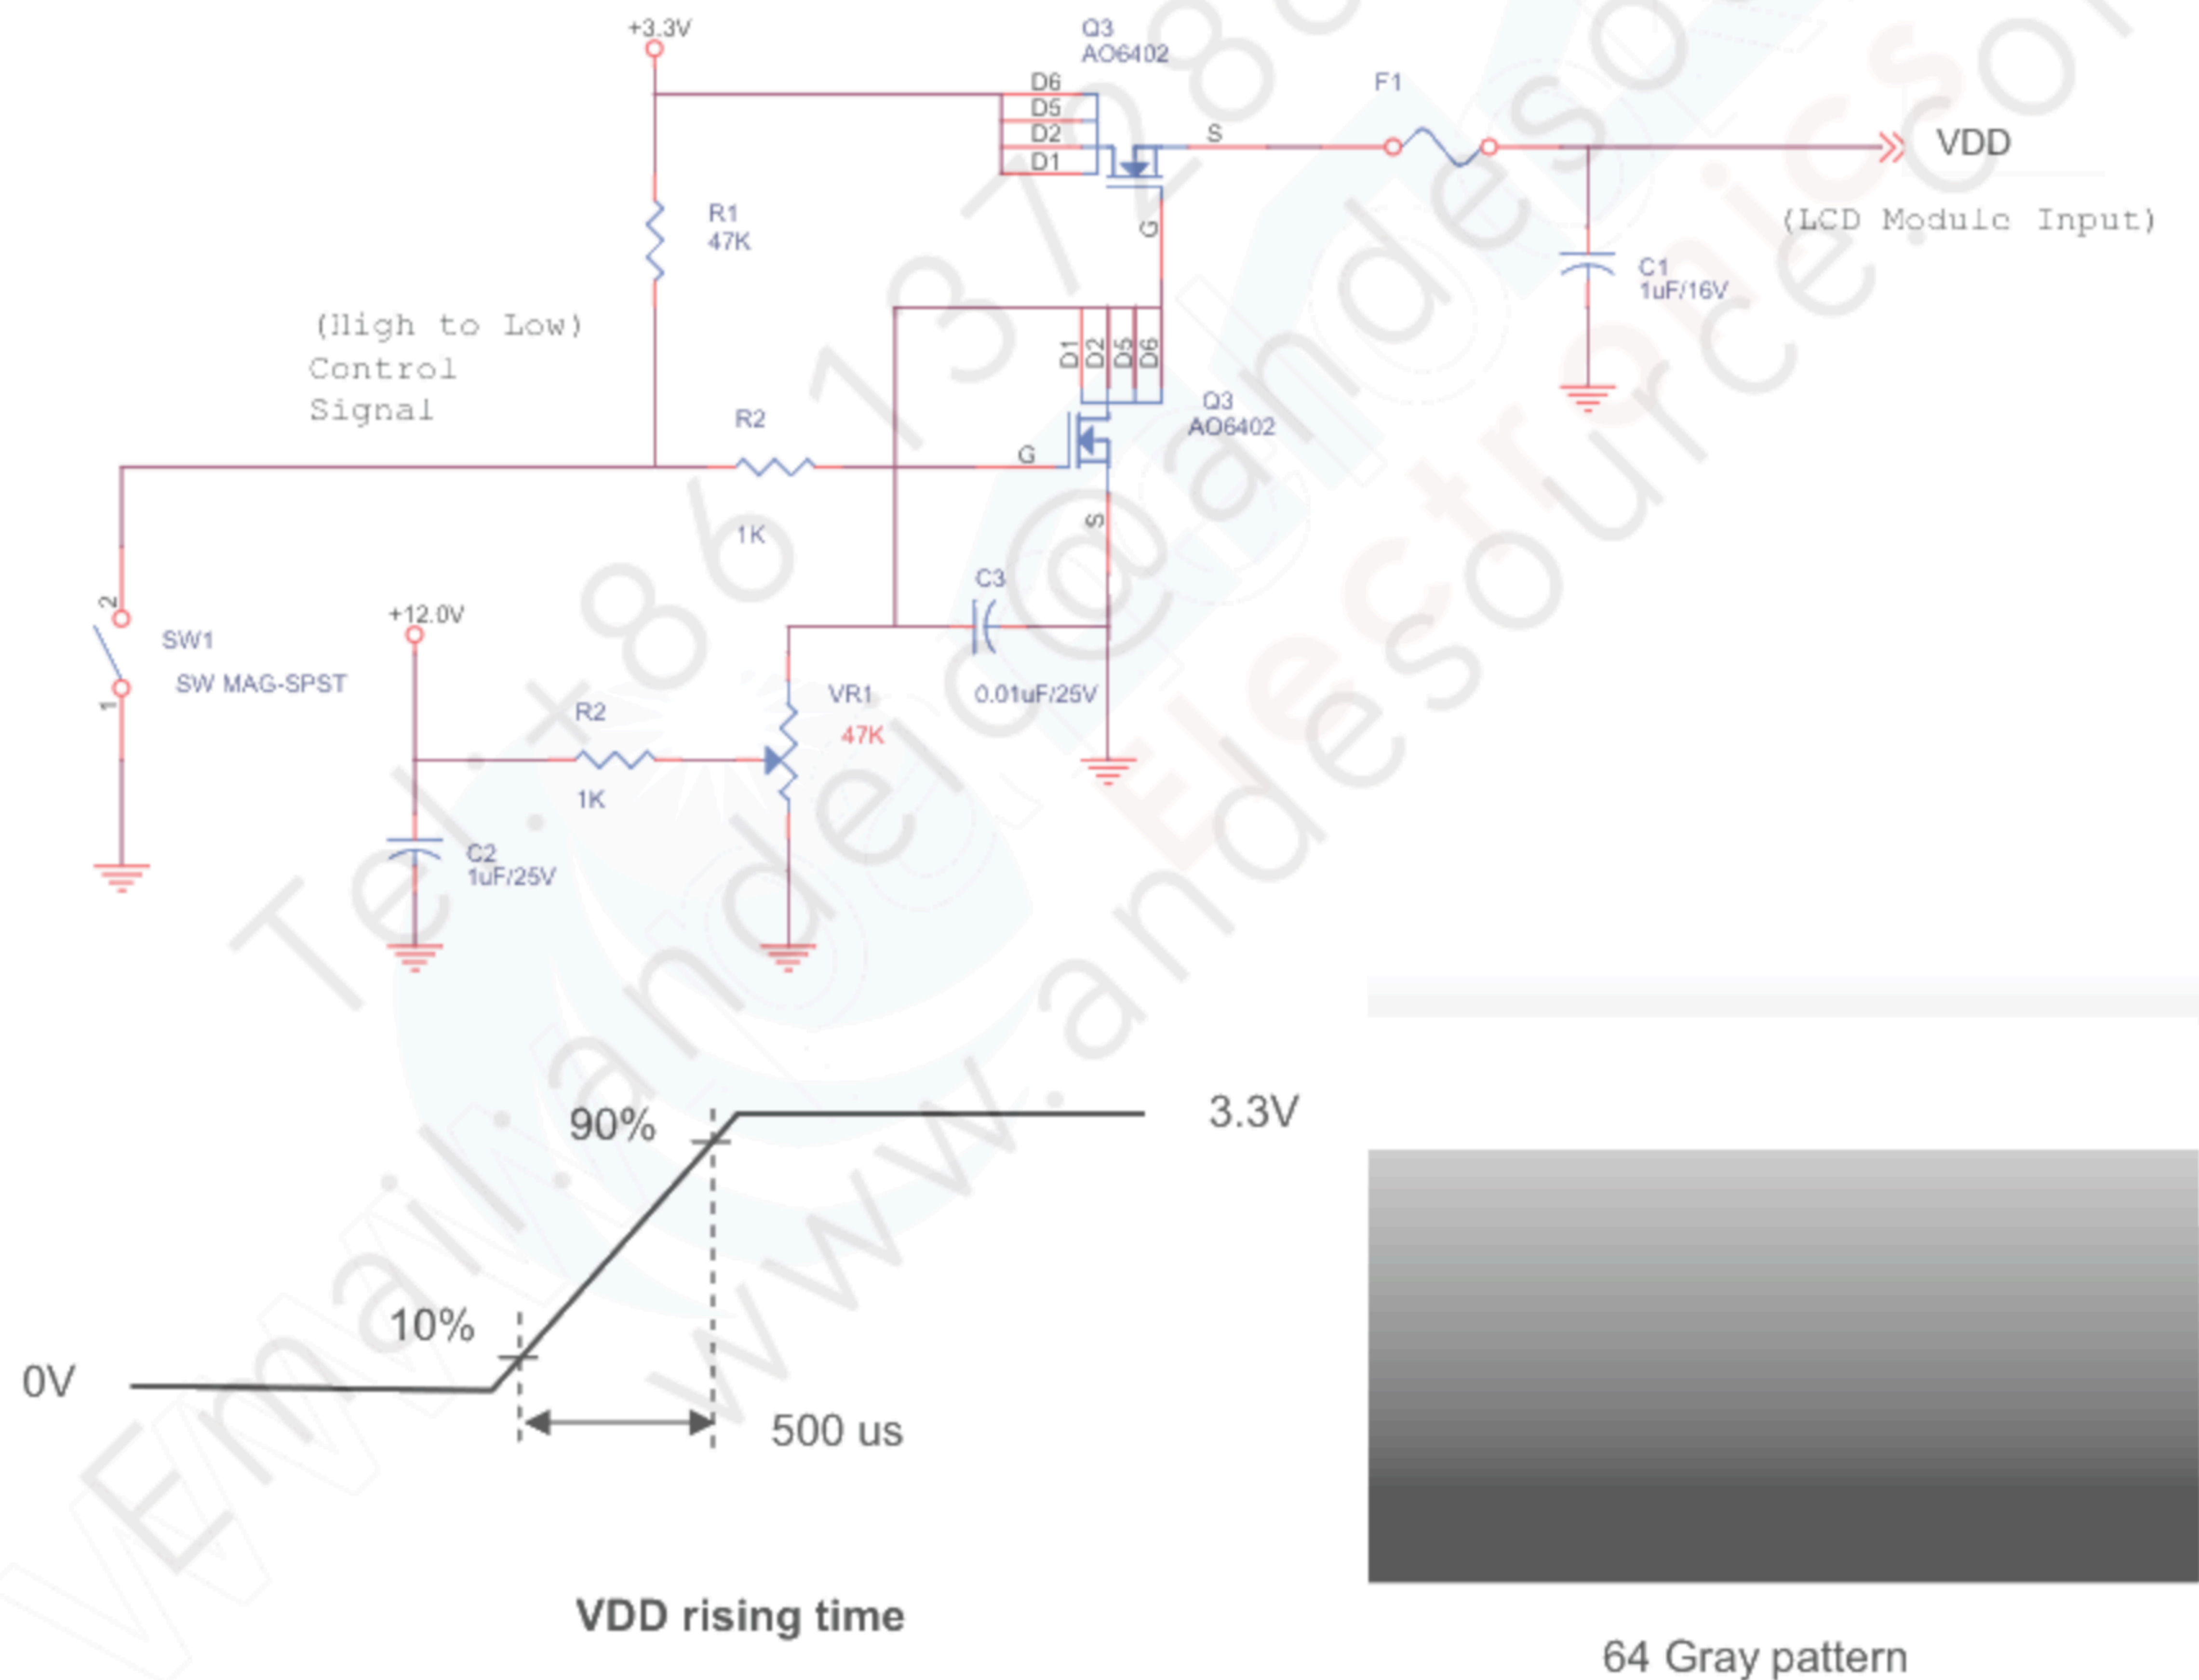 +3.3V
Q3
AO6402
D6
D5
D2
D1
S
G
F1
VDD
(LCD Module Input)
R1
47K
C1
1uF/16V
(High to Low)
Control
Signal
D1
D2
D5
D6
Q3
AO6402
R2
1K
G
S
2
SW1
SW MAG-SPST
1
+12.0V
C3
0.01uF/25V
VR1
47K
R2
1K
C2
1uF/25V
90%
3.3V
10%
0V
500 us
VDD rising time
64 Gray pattern